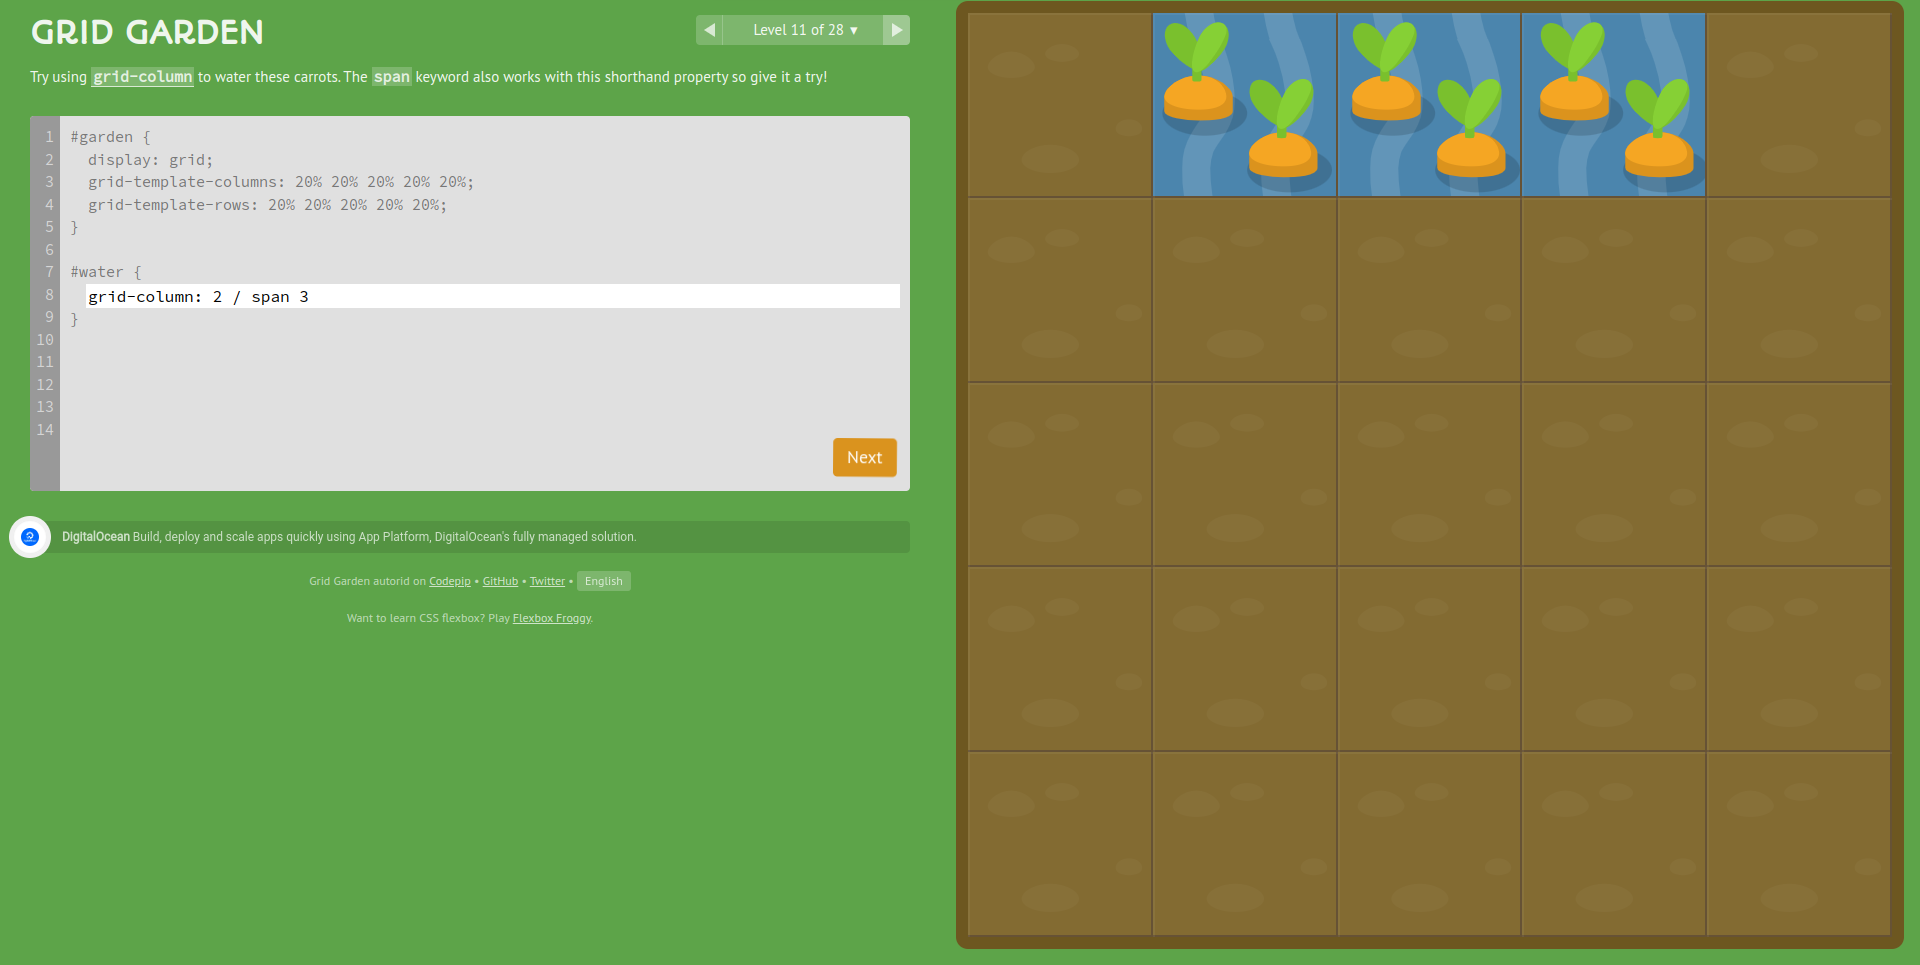 GRID GARDEN
◀ Level 11 of 28 ▾ ▶
Try using grid-column to water these carrots. The span keyword also works with this shorthand property so give it a try!
1 #garden {
2 display: grid;
3 grid-template-columns: 20% 20% 20% 20% 20%;
4 grid-template-rows: 20% 20% 20% 20% 20%;
5 }
6
7 #water {
8 grid-column: 2 / span 3
9 }
10
11
12
13
14
Next
DigitalOcean Build, deploy and scale apps quickly using App Platform, DigitalOcean's fully managed solution.
Grid Garden autorid on Codepip • GitHub • Twitter • English
Want to learn CSS flexbox? Play Flexbox Froggy.